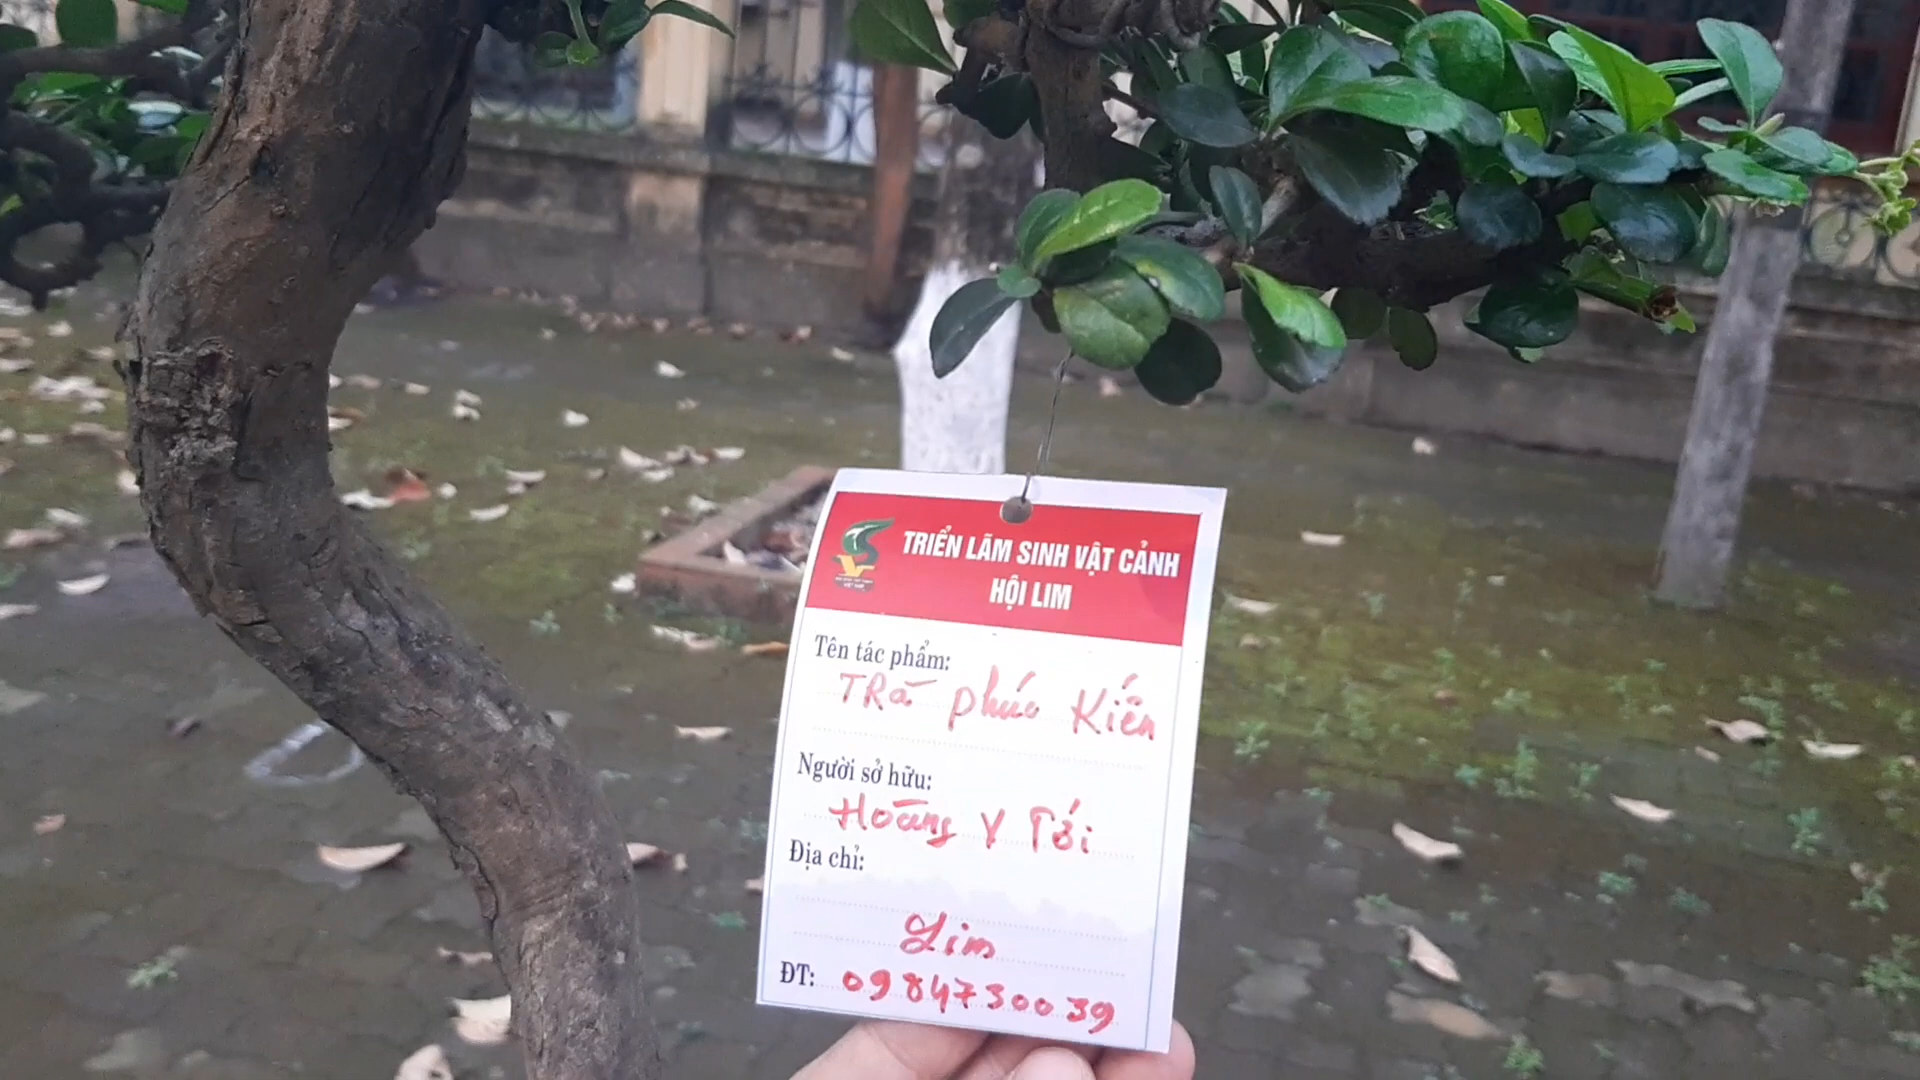 TRIỂN LÃM SINH VẬT CẢNH
HỘI LIM
Tên tác phẩm:
Trà Phúc Kiến
Người sở hữu:
Hoàng V Tới
Địa chỉ:
Lim
ĐT: 0984730039